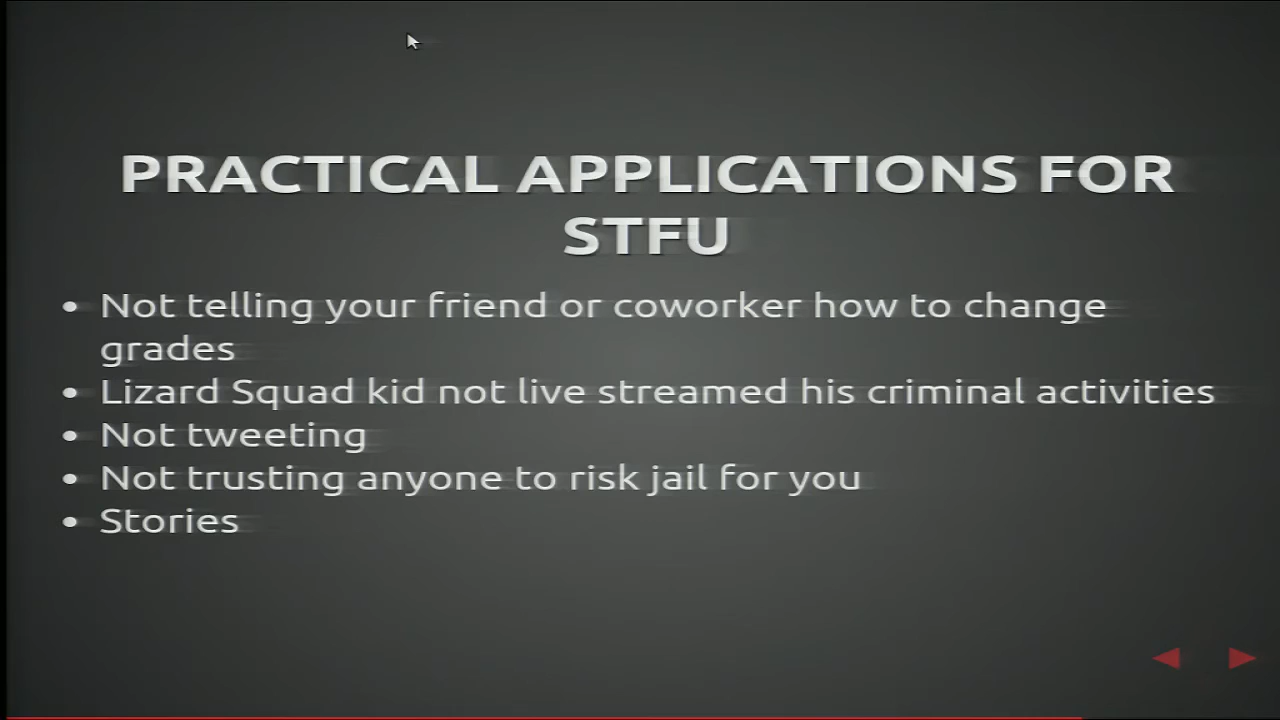 PRACTICAL APPLICATIONS FOR
STFU
• Not telling your friend or coworker how to change
grades
• Lizard Squad kid not live streamed his criminal activities
• Not tweeting
• Not trusting anyone to risk jail for you
• Stories